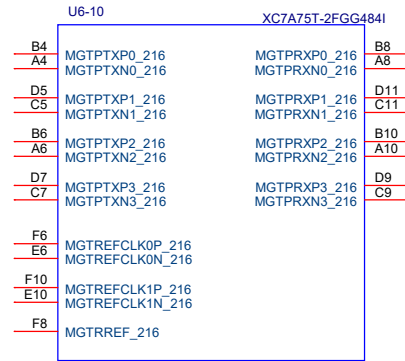 U6-10 XC7A75T-2FGG484I
B4 MGTPTXP0_216 MGTPRXP0_216 B8
A4 MGTPTXN0_216 MGTPRXN0_216 A8
D5 MGTPTXP1_216 MGTPRXP1_216 D11
C5 MGTPTXN1_216 MGTPRXN1_216 C11
B6 MGTPTXP2_216 MGTPRXP2_216 B10
A6 MGTPTXN2_216 MGTPRXN2_216 A10
D7 MGTPTXP3_216 MGTPRXP3_216 D9
C7 MGTPTXN3_216 MGTPRXN3_216 C9
F6 MGTREFCLK0P_216
E6 MGTREFCLK0N_216
F10 MGTREFCLK1P_216
E10 MGTREFCLK1N_216
F8 MGTRREF_216